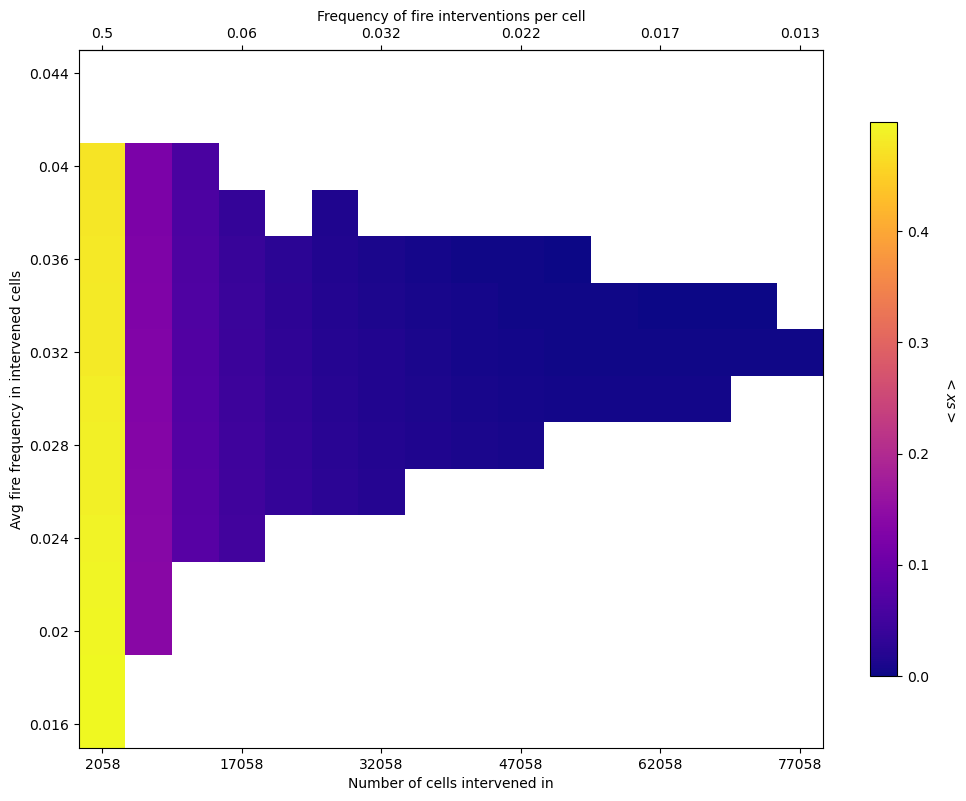 Frequency of fire interventions per cell
0.5 0.06 0.032 0.022 0.017 0.013
Avg fire frequency in intervened cells
0.044
0.04
0.036
0.032
0.028
0.024
0.02
0.016
2058 17058 32058 47058 62058 77058
Number of cells intervened in
0.4
0.3
0.2
0.1
0.0
< xs >